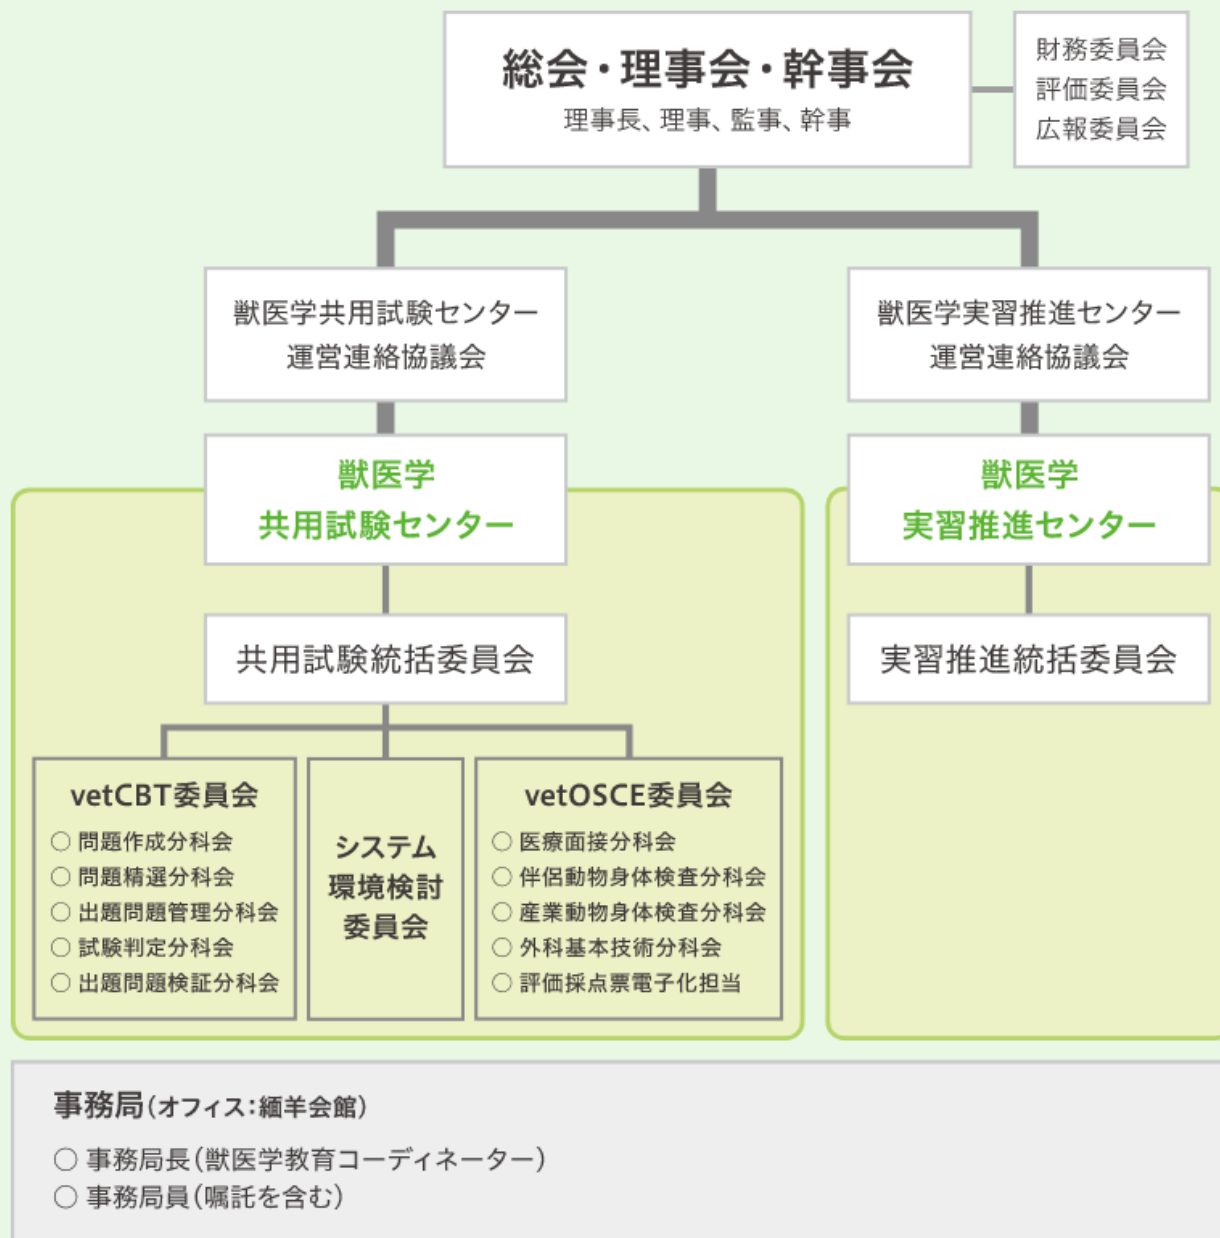 総会・理事会・幹事会
理事長、理事、監事、幹事
財務委員会
評価委員会
広報委員会
獣医学共用試験センター
運営連絡協議会
獣医学実習推進センター
運営連絡協議会
獣医学
共用試験センター
獣医学
実習推進センター
共用試験統括委員会
実習推進統括委員会
vetCBT委員会
○ 問題作成分科会
○ 問題精選分科会
○ 出題問題管理分科会
○ 試験判定分科会
○ 出題問題検証分科会
システム
環境検討
委員会
vetOSCE委員会
○ 医療面接分科会
○ 伴侶動物身体検査分科会
○ 産業動物身体検査分科会
○ 外科基本技術分科会
○ 評価採点票電子化担当
事務局(オフィス:緬羊会館)
○ 事務局長(獣医学教育コーディネーター)
○ 事務局員(嘱託を含む)